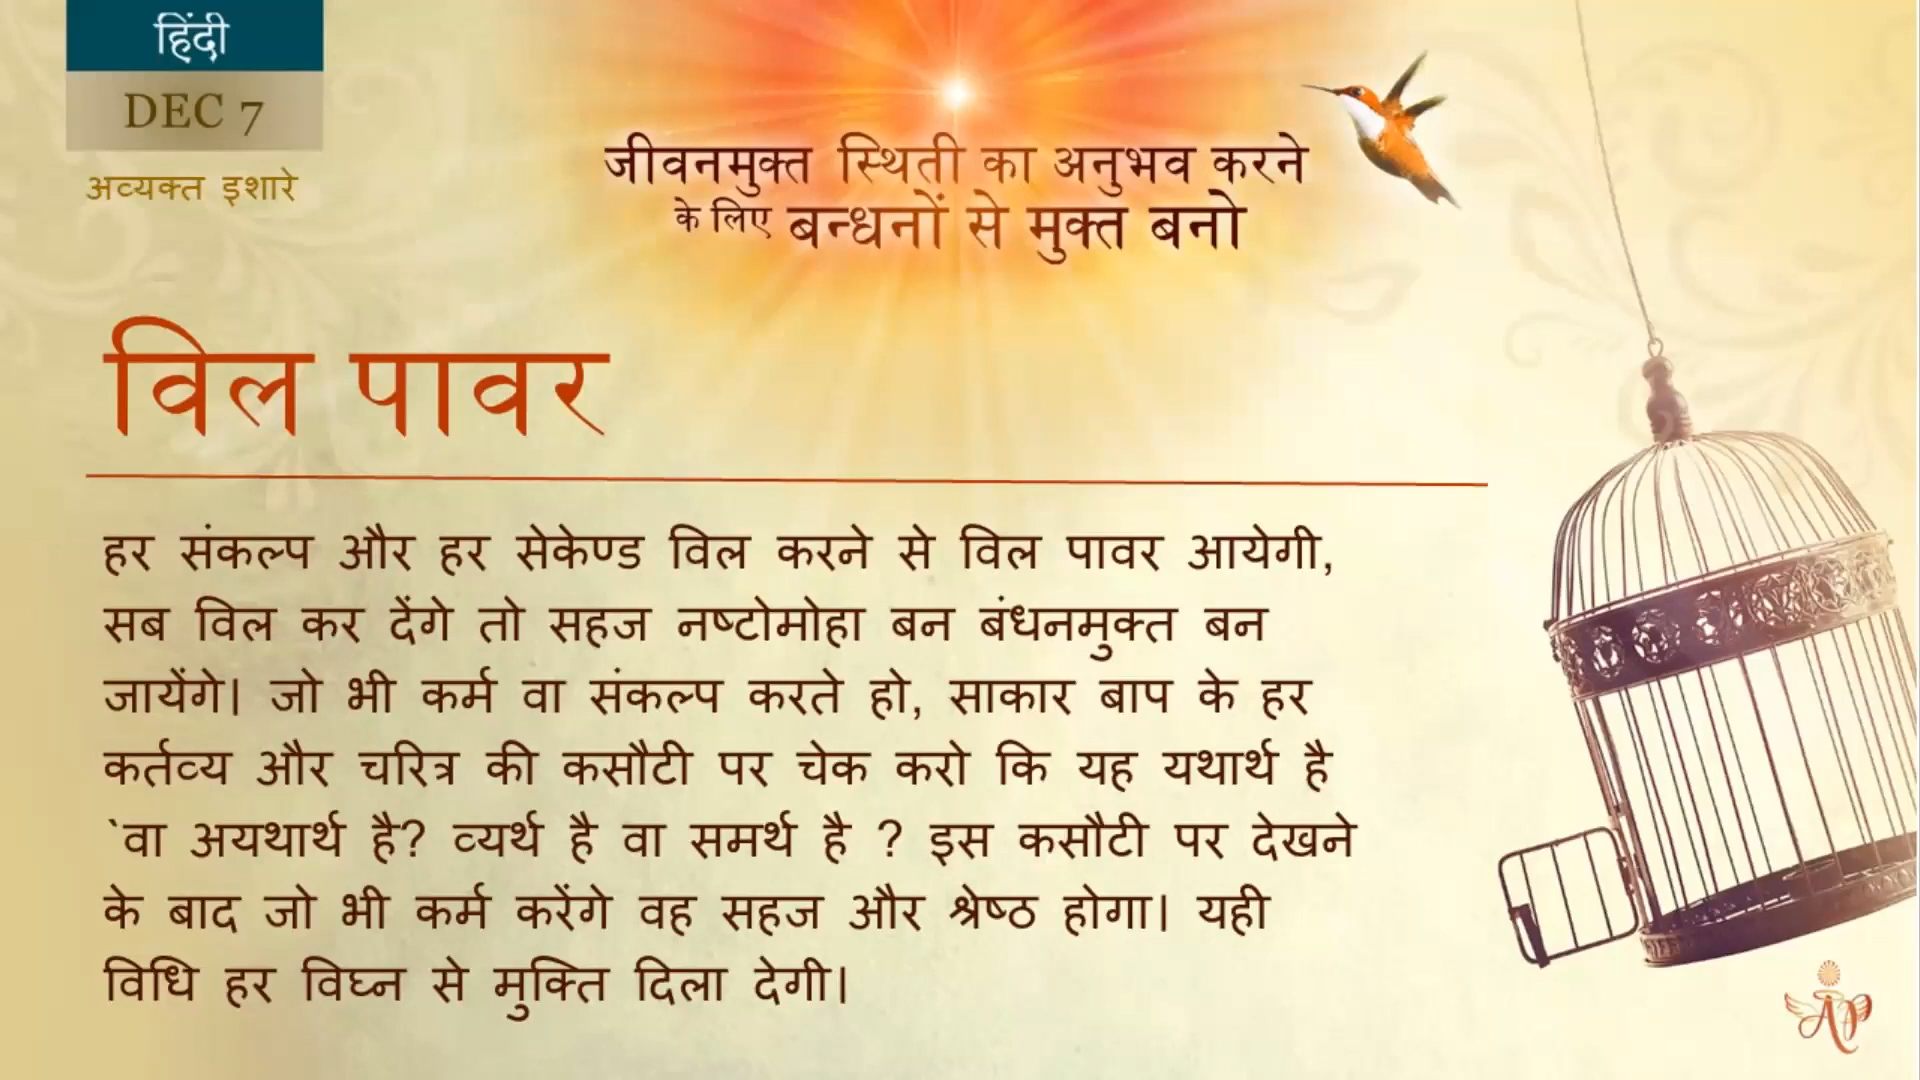 हिंदी
DEC 7
अव्यक्त इशारे
जीवनमुक्त स्थिती का अनुभव करने
के लिए बन्धनों से मुक्त बनो
विल पावर
हर संकल्प और हर सेकेण्ड विल करने से विल पावर आयेगी,
सब विल कर देंगे तो सहज नष्टोमोहा बन बंधनमुक्त बन
जायेंगे। जो भी कर्म वा संकल्प करते हो, साकार बाप के हर
कर्तव्य और चरित्र की कसौटी पर चेक करो कि यह यथार्थ है
`वा अयथार्थ है? व्यर्थ है वा समर्थ है ? इस कसौटी पर देखने
के बाद जो भी कर्म करेंगे वह सहज और श्रेष्ठ होगा। यही
विधि हर विघ्न से मुक्ति दिला देगी।